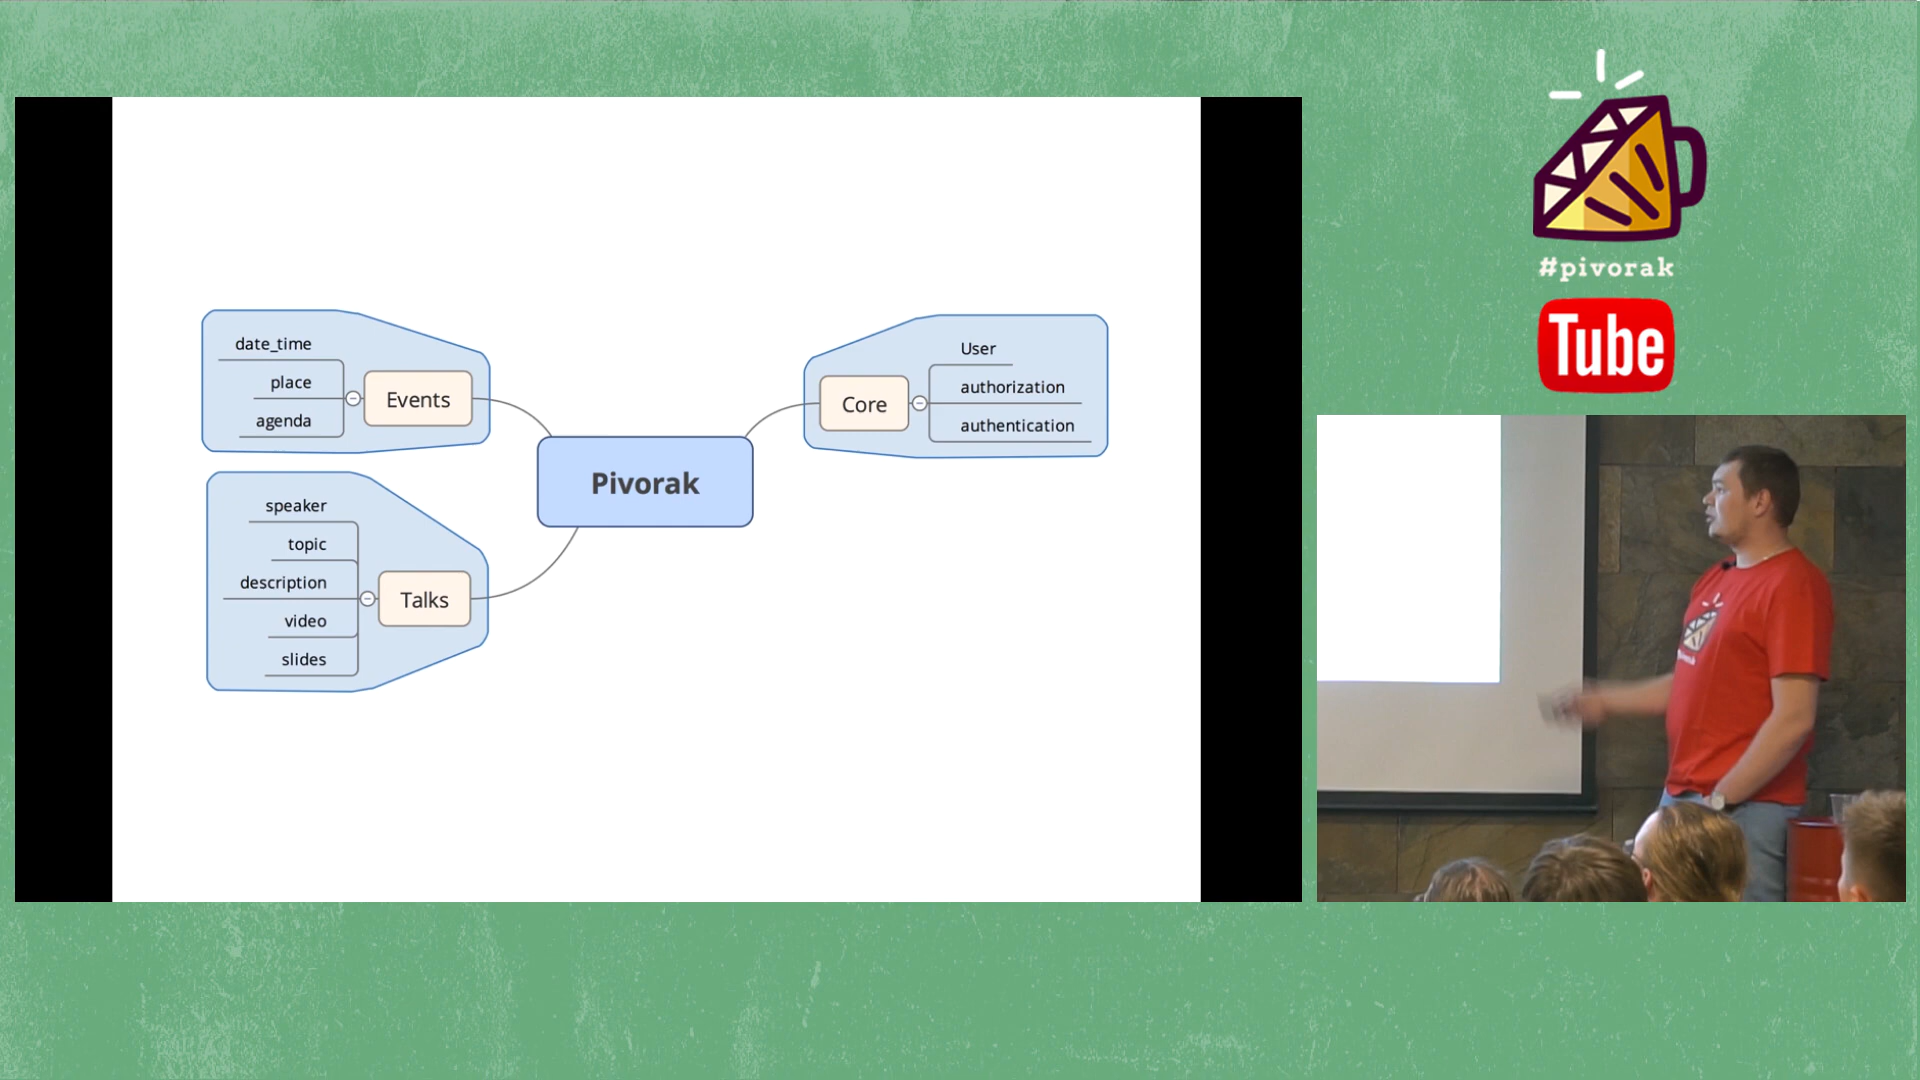 date_time
place
agenda
Events
speaker
topic
description
video
slides
Talks
Pivorak
Core
User
authorization
authentication
#pivorak
Tube